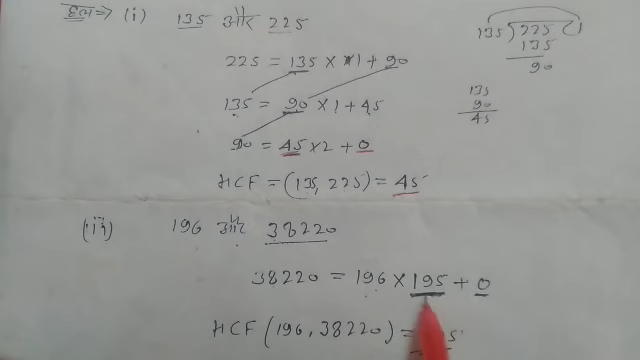 हल⇒ (i) 135 और 225
225 = 135 × 1 + 90
135 = 90 × 1 + 45
90 = 45 × 2 + 0
HCF = (135, 225) = 45
135) 225 (1
135
90
135
90
45
(ii) 196 और 38220
38220 = 196 × 195 + 0
HCF (196, 38220) =